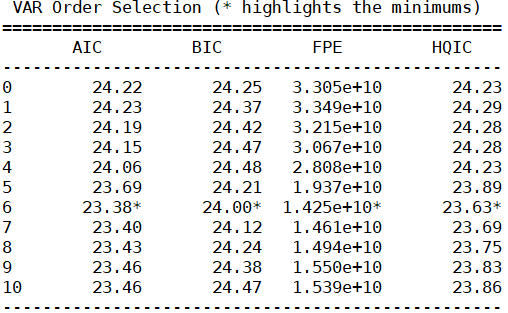 VAR Order Selection (* highlights the minimums)
==================================================
AIC BIC FPE HQIC
--------------------------------------------------
0 24.22 24.25 3.305e+10 24.23
1 24.23 24.37 3.349e+10 24.29
2 24.19 24.42 3.215e+10 24.28
3 24.15 24.47 3.067e+10 24.28
4 24.06 24.48 2.808e+10 24.23
5 23.69 24.21 1.937e+10 23.89
6 23.38* 24.00* 1.425e+10* 23.63*
7 23.40 24.12 1.461e+10 23.69
8 23.43 24.24 1.494e+10 23.75
9 23.46 24.38 1.550e+10 23.83
10 23.46 24.47 1.539e+10 23.86
--------------------------------------------------